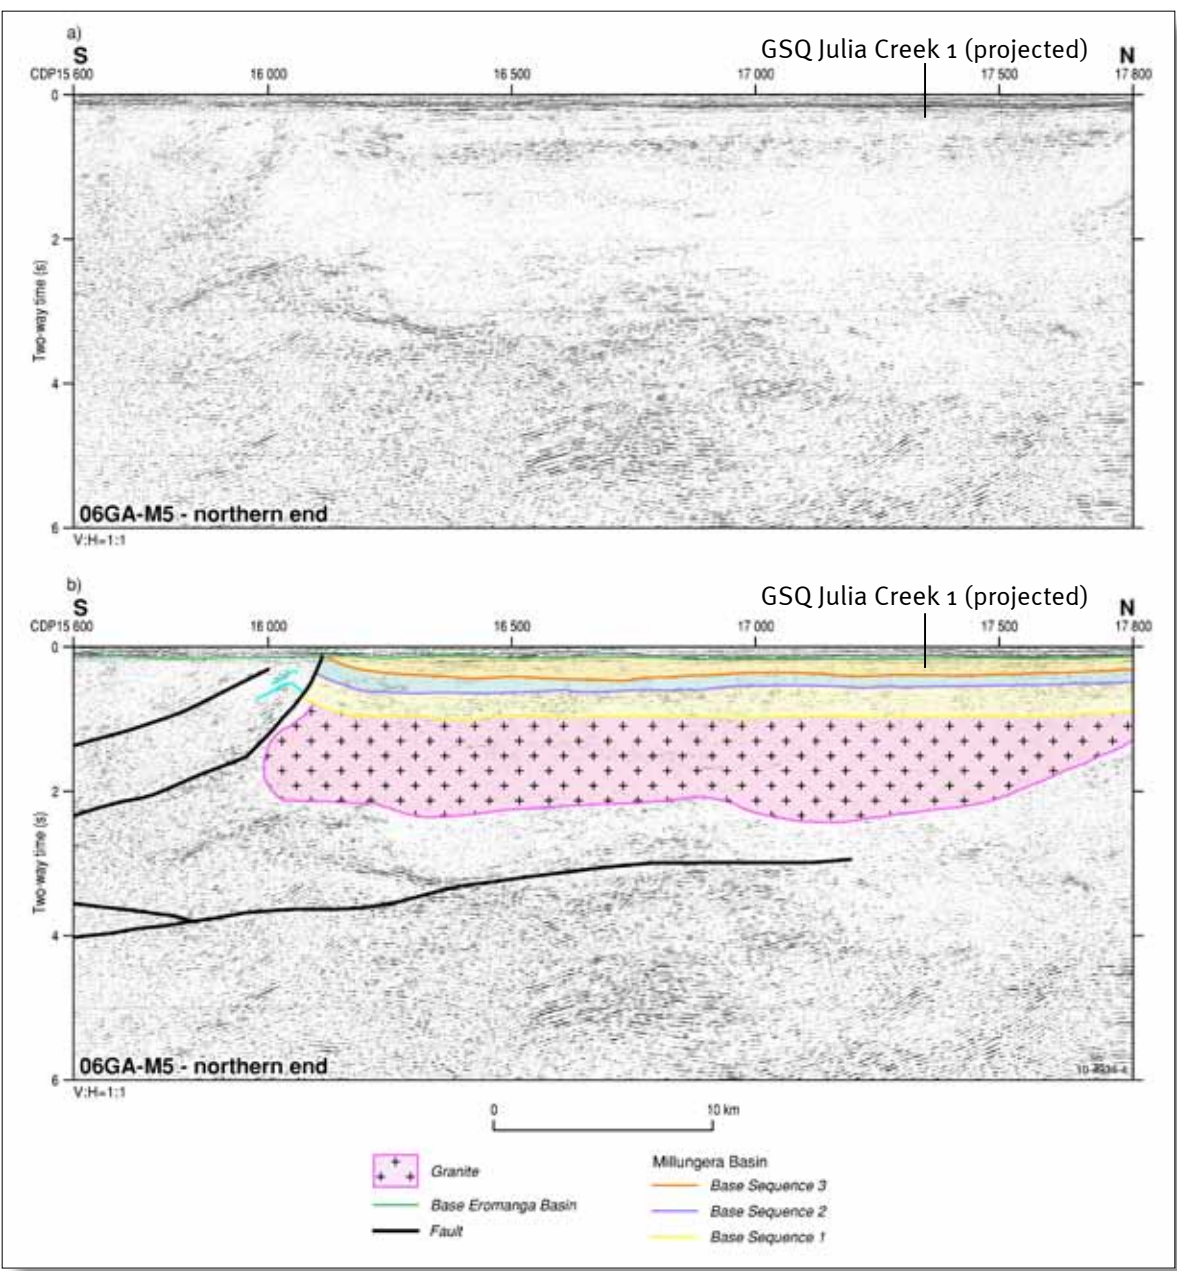 a)
S
GSQ Julia Creek 1 (projected)
N
CDP15 600 16 000 16 500 17 000 17 500 17 800
0
2
Two-way time (s)
4
06GA-M5 - northern end
6
V:H=1:1
b)
S
GSQ Julia Creek 1 (projected)
N
CDP15 600 16 000 16 500 17 000 17 500 17 800
0
2
Two-way time (s)
4
06GA-M5 - northern end
6
V:H=1:1
0 10 km
Granite
Base Eromanga Basin
Fault
Millungera Basin
Base Sequence 3
Base Sequence 2
Base Sequence 1